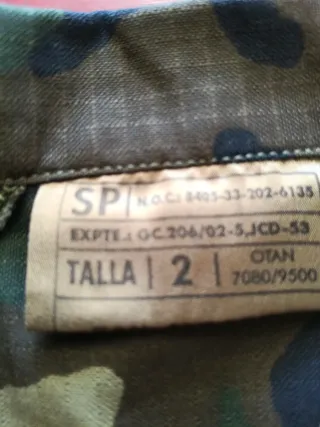 SP N.O.C: 8405-33-202-6135
EXPTE.: GC.206/02-5,JCD-53
TALLA 2 OTAN
7080/9500